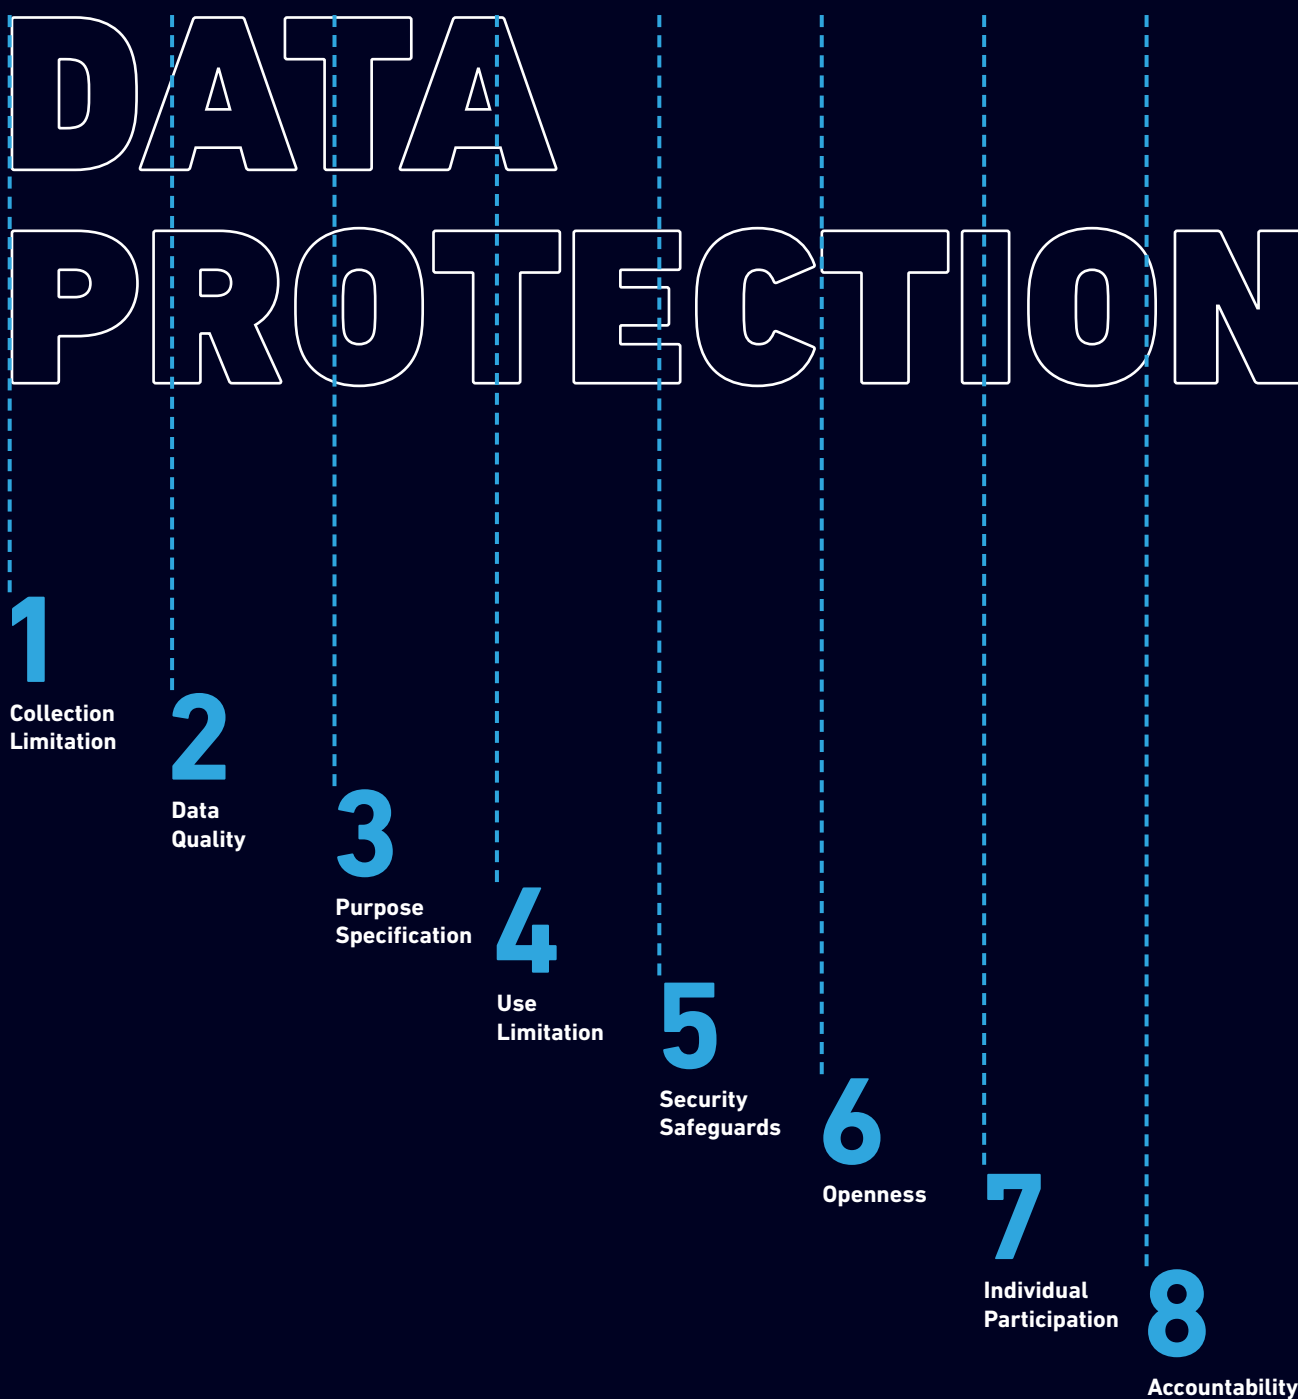 DATA
PROTECTION
1
Collection
Limitation
2
Data
Quality
3
Purpose
Specification
4
Use
Limitation
5
Security
Safeguards
6
Openness
7
Individual
Participation
8
Accountability